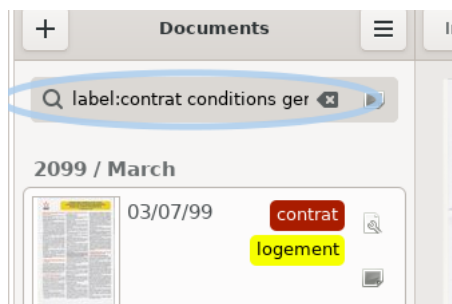 Documents
label:contrat conditions ger
2099 / March
03/07/99
contrat
logement